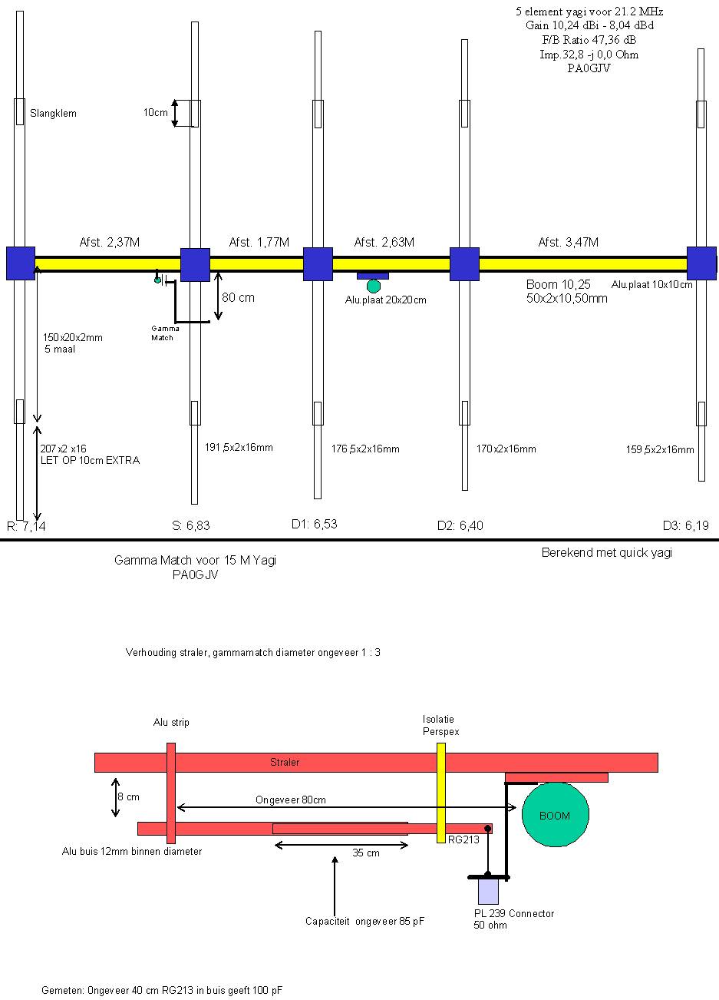 5 element yagi voor 21.2 MHz
Gain 10,24 dBi - 8,04 dBd
F/B Ratio 47,36 dB
Imp.32,8 -j 0,0 Ohm
PA0GJV
Slangklem
10cm
Afst. 2,37M
Afst. 1,77M
Afst. 2,63M
Afst. 3,47M
Boom 10,25
50x2x10,50mm
Alu.plaat 10x10cm
Alu.plaat 20x20cm
80 cm
Gamma
Match
150x20x2mm
5 maal
207x2 x16
LET OP 10cm EXTRA
191,5x2x16mm
176,5x2x16mm
170x2x16mm
159,5x2x16mm
R: 7,14
S: 6,83
D1: 6,53
D2: 6,40
D3: 6,19
Gamma Match voor 15 M Yagi
PA0GJV
Berekend met quick yagi
Verhouding straler, gammamatch diameter ongeveer 1 : 3
Alu strip
Isolatie
Perspex
Straler
8 cm
Ongeveer 80cm
BOOM
RG213
Alu buis 12mm binnen diameter
35 cm
Capaciteit ongeveer 85 pF
PL 239 Connector
50 ohm
Gemeten: Ongeveer 40 cm RG213 in buis geeft 100 pF